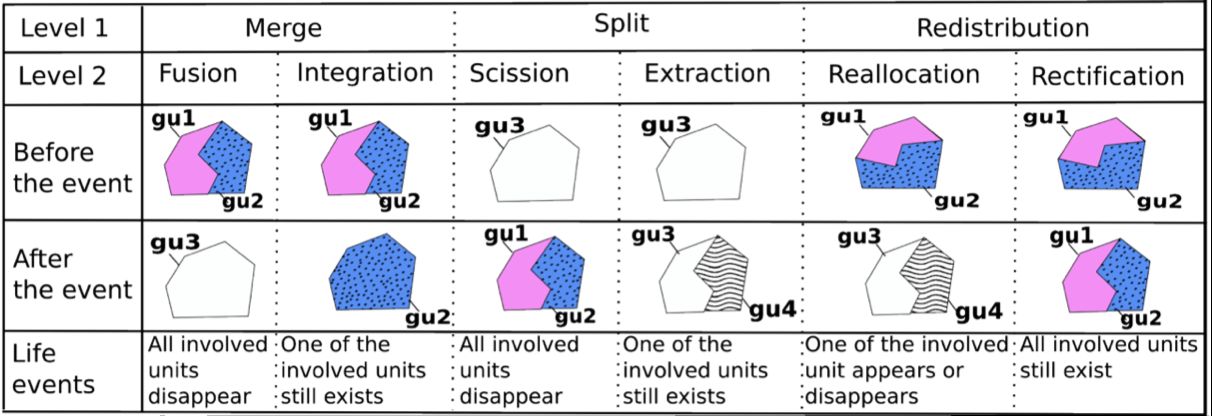 Level 1 Merge Split Redistribution
Level 2 Fusion Integration Scission Extraction Reallocation Rectification
Before
the event
gu1 gu1 gu3 gu3 gu1 gu1
gu2 gu2 gu2 gu2
After
the event
gu3 gu1 gu3 gu3 gu1
gu2 gu2 gu4 gu4 gu2
Life
events
All involved One of the All involved One of the One of the involved All involved units
units involved units units involved units unit appears or still exist
disappear still exists disappear still exists disappears